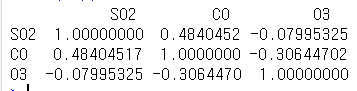 SO2 CO O3
SO2 1.00000000 0.4840452 -0.07995325
CO 0.48404517 1.0000000 -0.30644702
O3 -0.07995325 -0.3064470 1.00000000
>